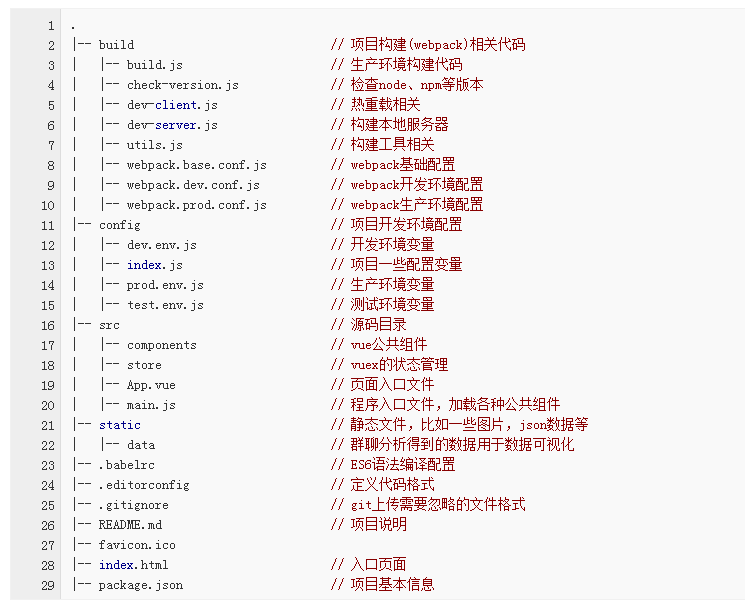 1 .
2 |-- build // 项目构建(webpack)相关代码
3 | |-- build.js // 生产环境构建代码
4 | |-- check-version.js // 检查node、npm等版本
5 | |-- dev-client.js // 热重载相关
6 | |-- dev-server.js // 构建本地服务器
7 | |-- utils.js // 构建工具相关
8 | |-- webpack.base.conf.js // webpack基础配置
9 | |-- webpack.dev.conf.js // webpack开发环境配置
10 | |-- webpack.prod.conf.js // webpack生产环境配置
11 |-- config // 项目开发环境配置
12 | |-- dev.env.js // 开发环境变量
13 | |-- index.js // 项目一些配置变量
14 | |-- prod.env.js // 生产环境变量
15 | |-- test.env.js // 测试环境变量
16 |-- src // 源码目录
17 | |-- components // vue公共组件
18 | |-- store // vuex的状态管理
19 | |-- App.vue // 页面入口文件
20 | |-- main.js // 程序入口文件，加载各种公共组件
21 |-- static // 静态文件，比如一些图片，json数据等
22 | |-- data // 群聊分析得到的数据用于数据可视化
23 |-- .babelrc // ES6语法编译配置
24 |-- .editorconfig // 定义代码格式
25 |-- .gitignore // git上传需要忽略的文件格式
26 |-- README.md // 项目说明
27 |-- favicon.ico
28 |-- index.html // 入口页面
29 |-- package.json // 项目基本信息